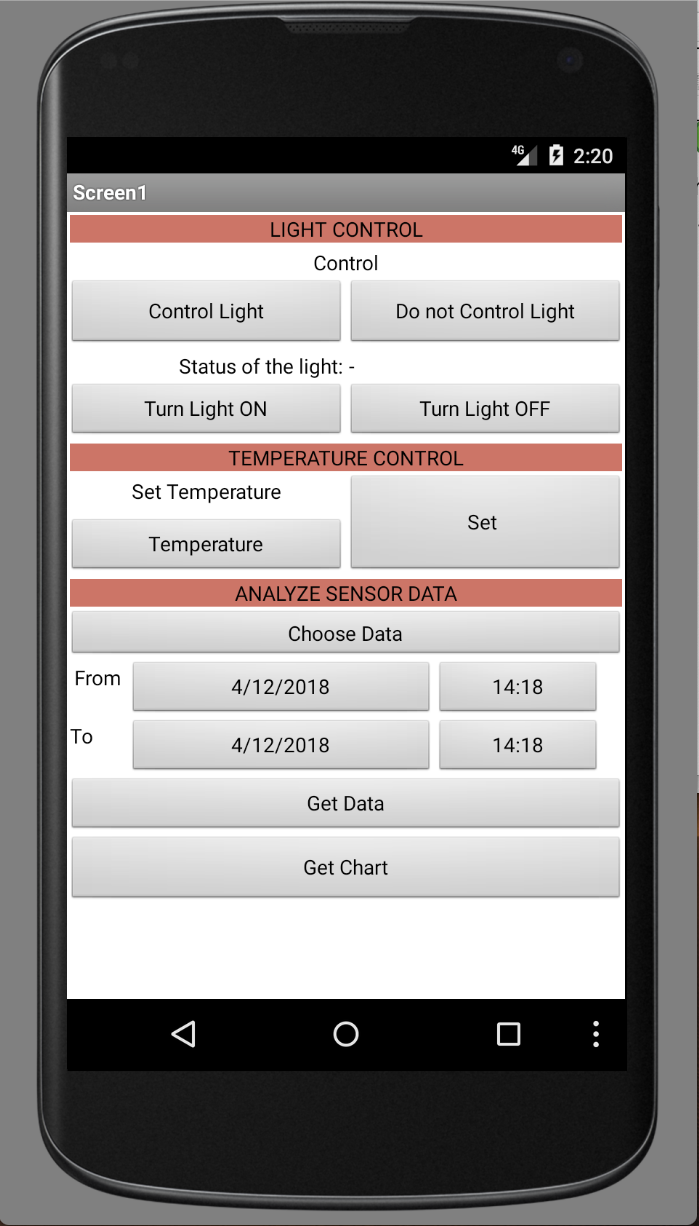 4G 2:20
Screen1
LIGHT CONTROL
Control
Control Light Do not Control Light
Status of the light: -
Turn Light ON Turn Light OFF
TEMPERATURE CONTROL
Set Temperature
Set
Temperature
ANALYZE SENSOR DATA
Choose Data
From 4/12/2018 14:18
To 4/12/2018 14:18
Get Data
Get Chart